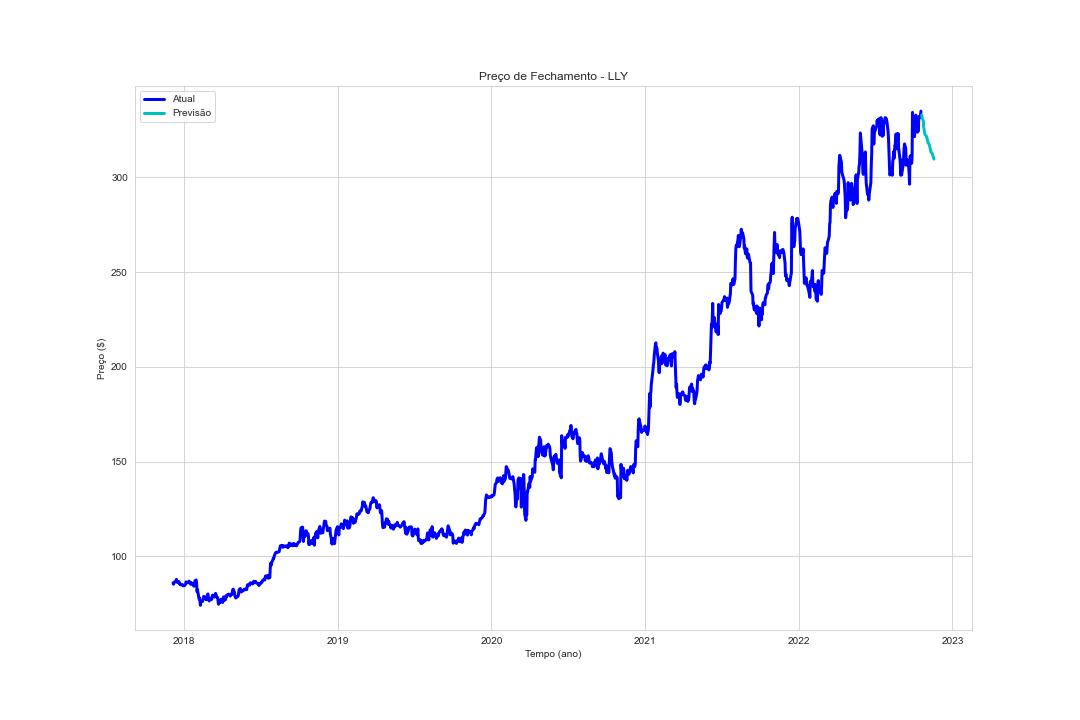 Preço de Fechamento - LLY
Atual
Previsão
Preço ($)
300
250
200
150
100
2018 2019 2020 2021 2022 2023
Tempo (ano)